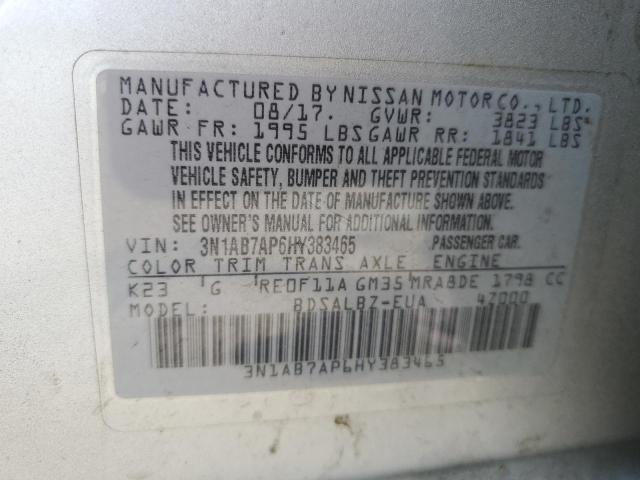 MANUFACTURED BY NISSAN MOTOR CO., LTD.
DATE: 08/17. GVWR: 3823 LBS
GAWR FR: 1995 LBS GAWR RR: 1841 LBS
THIS VEHICLE CONFORMS TO ALL APPLICABLE FEDERAL MOTOR
VEHICLE SAFETY, BUMPER AND THEFT PREVENTION STANDARDS
IN EFFECT ON THE DATE OF MANUFACTURE SHOWN ABOVE.
SEE OWNER'S MANUAL FOR ADDITIONAL INFORMATION.
VIN: 3N1AB7AP6HY383465 PASSENGER CAR.
COLOR TRIM TRANS AXLE ENGINE
K23 G RE0F11A GM35 MRA8DE 1798 CC
MODEL: BDSALBZ-EUA 47000
3N1AB7AP6HY383465